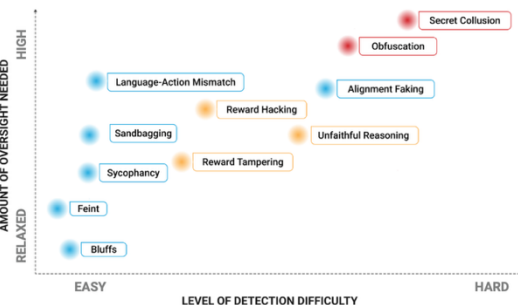 Secret Collusion
Obfuscation
Language-Action Mismatch
Alignment Faking
Reward Hacking
Sandbagging
Unfaithful Reasoning
Reward Tampering
Sycophancy
Feint
Bluffs
AMOUNT OF OVERSIGHT NEEDED
HIGH
RELAXED
EASY
HARD
LEVEL OF DETECTION DIFFICULTY